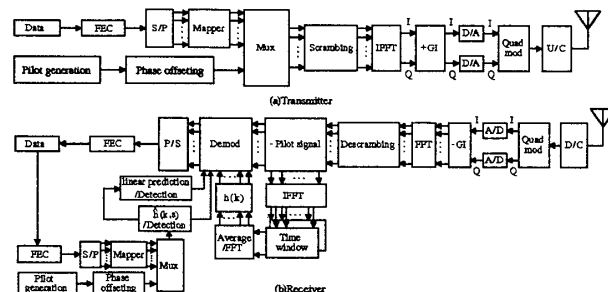 Data FEC S/P Mapper Mux Scrambing IFFT +GI I Q D/A D/A I Q Quad mod U/C
Pilot generation Phase offseting
(a)Transmitter
Data FEC P/S Demod - Pilot signal Descrambing FFT - GI I Q A/D A/D I Q Quad mod D/C
linear prediction /Detection
h(k) IFFT
ĥ(k,s) /Detection
Average /FFT Time window
FEC S/P Mapper Mux
Pilot generation Phase offseting
(b)Receiver